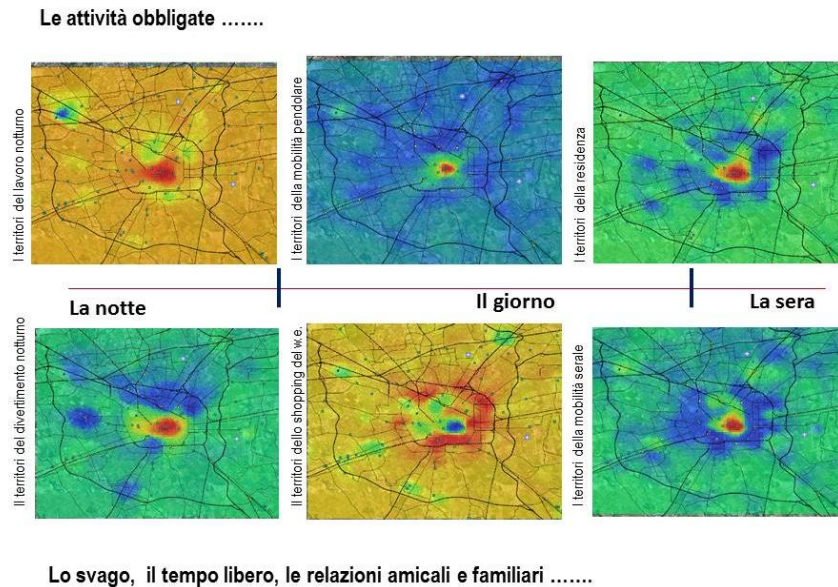 Le attività obbligate …….
I territori del lavoro notturno
I territori della mobilità pendolare
I territori della residenza
La notte
Il giorno
La sera
Il territori del divertimento notturno
Il territori dello shopping del w.e.
I territori della mobilità serale
Lo svago, il tempo libero, le relazioni amicali e familiari …….